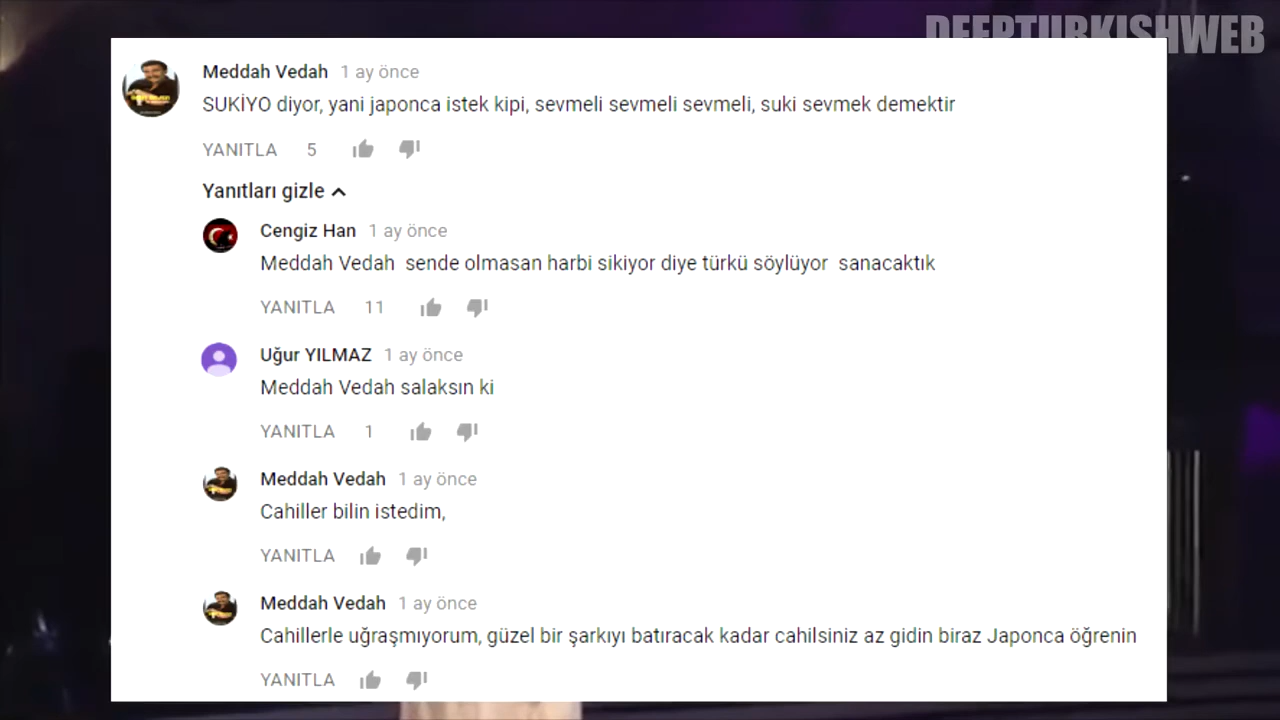 DEEPTURKISHWEB
Meddah Vedah 1 ay önce
SUKİYO diyor, yani japonca istek kipi, sevmeli sevmeli sevmeli, suki sevmek demektir
YANITLA 5
Yanıtları gizle
Cengiz Han 1 ay önce
Meddah Vedah sende olmasan harbi sikiyor diye türkü söylüyor sanacaktık
YANITLA 11
Uğur YILMAZ 1 ay önce
Meddah Vedah salaksın ki
YANITLA 1
Meddah Vedah 1 ay önce
Cahiller bilin istedim,
YANITLA
Meddah Vedah 1 ay önce
Cahillerle uğraşmıyorum, güzel bir şarkıyı batıracak kadar cahilsiniz az gidin biraz Japonca öğrenin
YANITLA